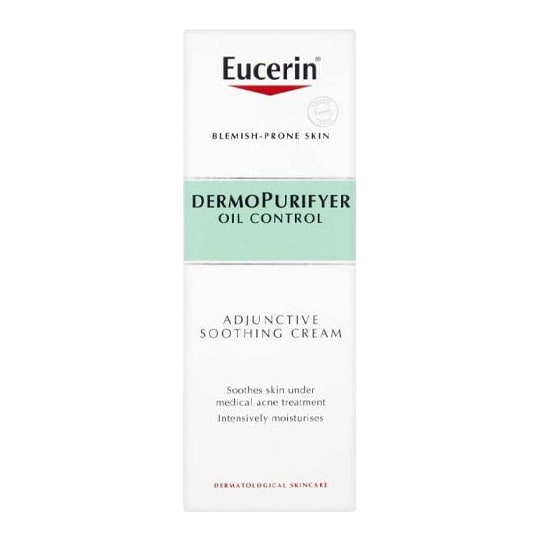 Eucerin®
BLEMISH-PRONE SKIN
DERMOPURIFYER
OIL CONTROL
ADJUNCTIVE
SOOTHING CREAM
Soothes skin under
medical acne treatment
Intensively moisturises
DERMATOLOGICAL SKINCARE